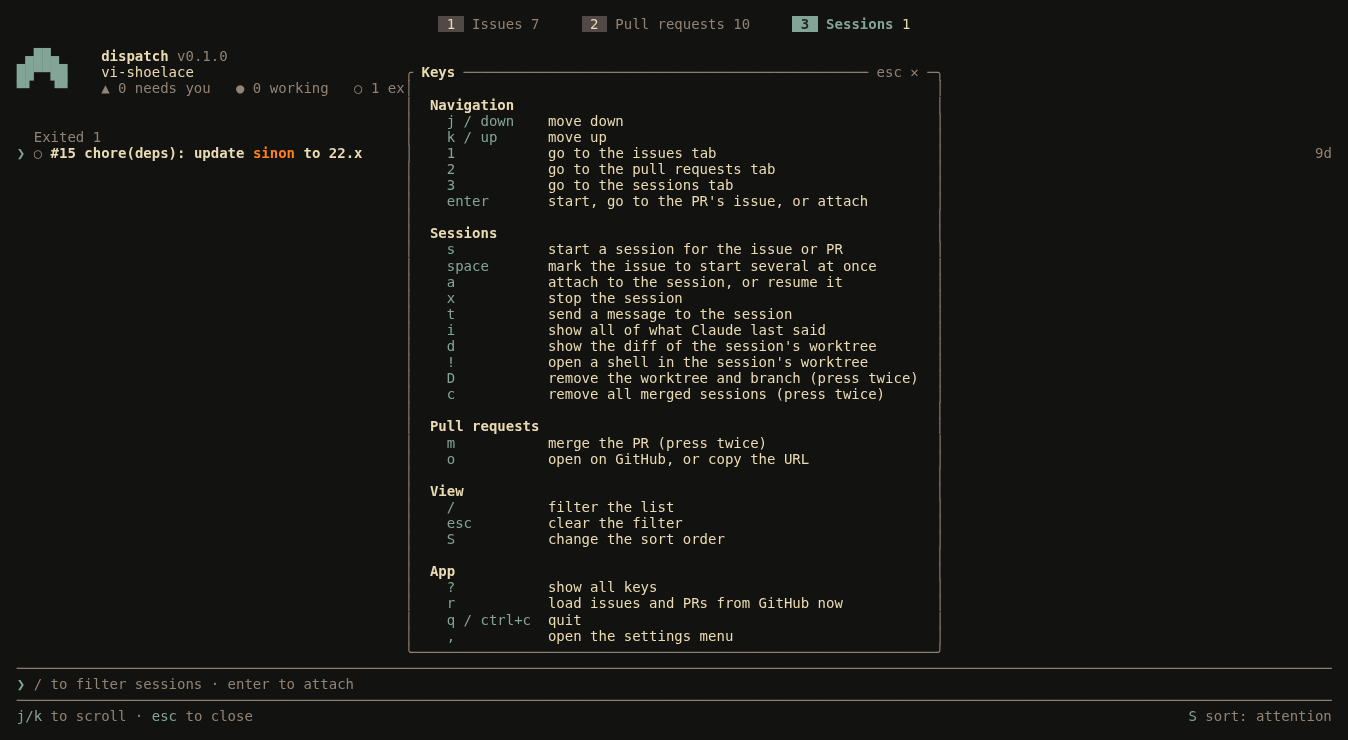 1 Issues 7 2 Pull requests 10 3 Sessions 1
dispatch v0.1.0
vi-shoelace
▲ 0 needs you ● 0 working ○ 1 ex
Keys esc ×
Exited 1
❯ ○ #15 chore(deps): update sinon to 22.x 9d
Navigation
j / down move down
k / up move up
1 go to the issues tab
2 go to the pull requests tab
3 go to the sessions tab
enter start, go to the PR's issue, or attach
Sessions
s start a session for the issue or PR
space mark the issue to start several at once
a attach to the session, or resume it
x stop the session
t send a message to the session
i show all of what Claude last said
d show the diff of the session's worktree
! open a shell in the session's worktree
D remove the worktree and branch (press twice)
c remove all merged sessions (press twice)
Pull requests
m merge the PR (press twice)
o open on GitHub, or copy the URL
View
/ filter the list
esc clear the filter
S change the sort order
App
? show all keys
r load issues and PRs from GitHub now
q / ctrl+c quit
, open the settings menu
❯ / to filter sessions · enter to attach
j/k to scroll · esc to close S sort: attention